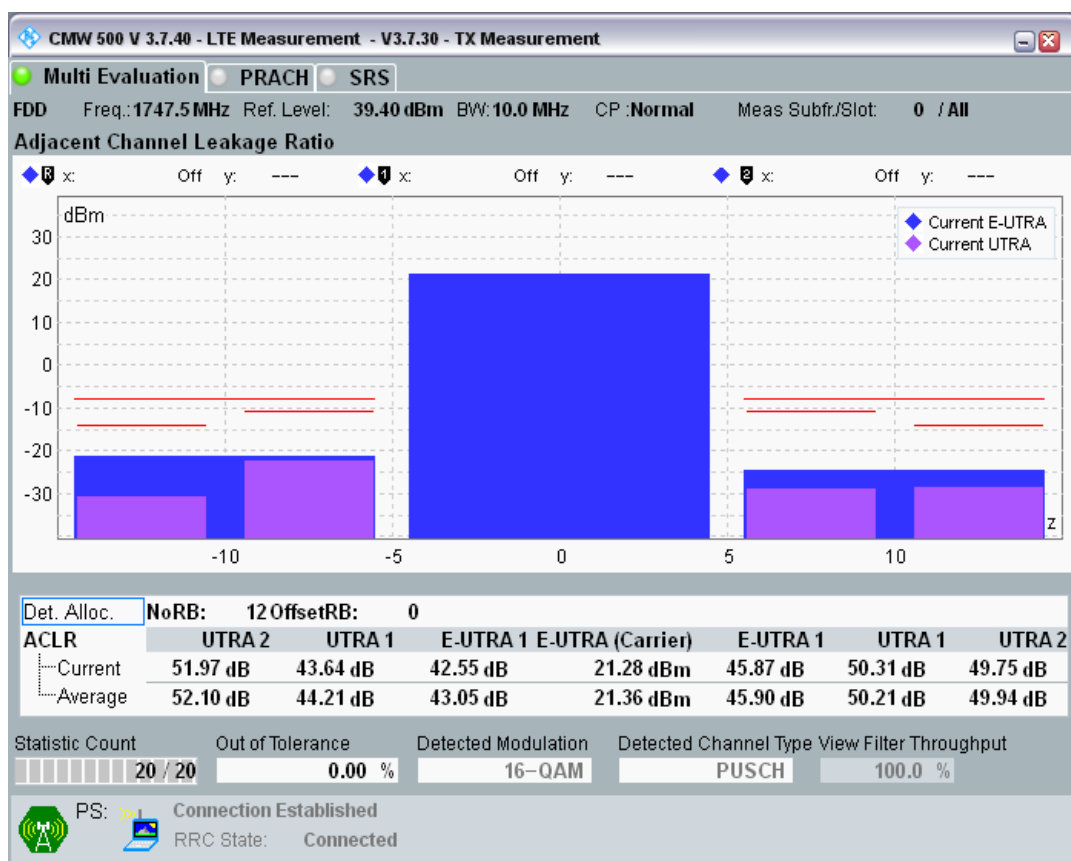 CMW 500 V 3.7.40 - LTE Measurement - V3.7.30 - TX Measurement
Multi Evaluation PRACH SRS
FDD Freq.: 1747.5 MHz Ref. Level: 39.40 dBm BW: 10.0 MHz CP : Normal Meas Subfr./Slot: 0 / All
Adjacent Channel Leakage Ratio
R x: Off y: --- 1 x: Off y: --- 2 x: Off y: ---
dBm
Current E-UTRA
Current UTRA
30
20
10
0
-10
-20
-30
z
-10 -5 0 5 10
Det. Alloc. NoRB: 12 OffsetRB: 0
ACLR UTRA 2 UTRA 1 E-UTRA 1 E-UTRA (Carrier) E-UTRA 1 UTRA 1 UTRA 2
Current 51.97 dB 43.64 dB 42.55 dB 21.28 dBm 45.87 dB 50.31 dB 49.75 dB
Average 52.10 dB 44.21 dB 43.05 dB 21.36 dBm 45.90 dB 50.21 dB 49.94 dB
Statistic Count Out of Tolerance Detected Modulation Detected Channel Type View Filter Throughput
20 / 20 0.00 % 16-QAM PUSCH 100.0 %
PS: Connection Established
RRC State: Connected